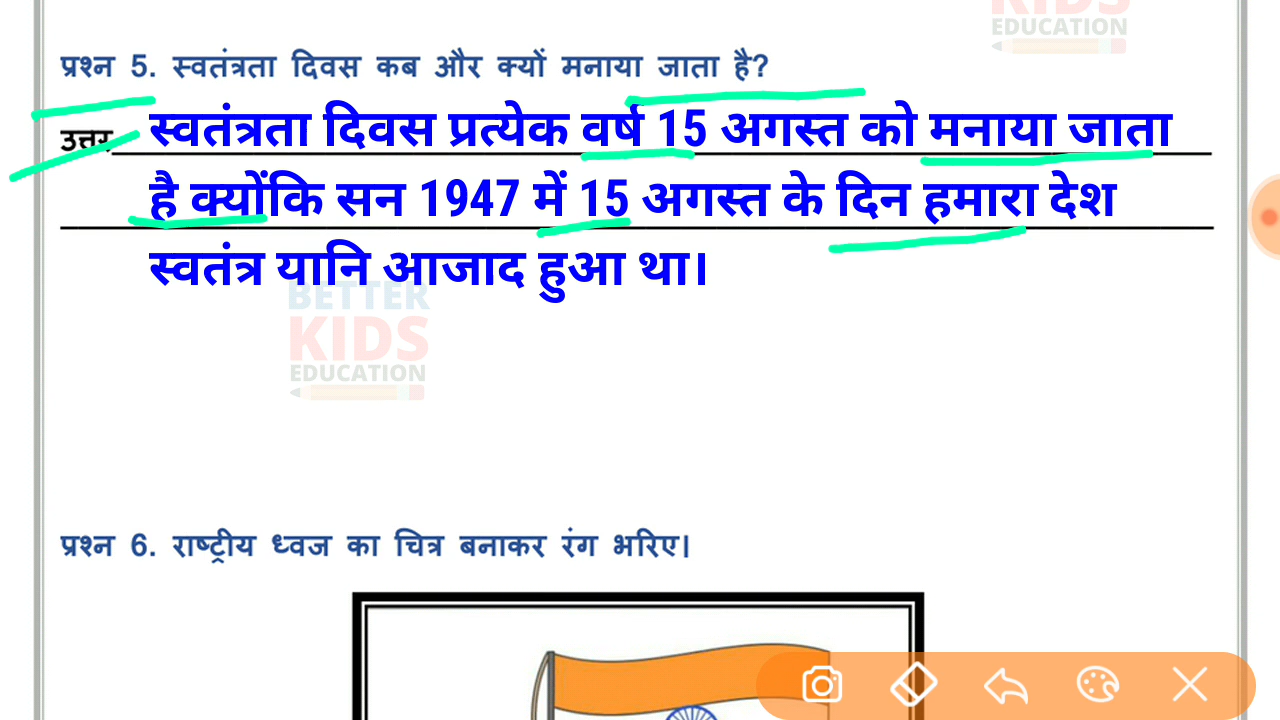 KIDS
EDUCATION
प्रश्न 5. स्वतंत्रता दिवस कब और क्यों मनाया जाता है?
उत्तर स्वतंत्रता दिवस प्रत्येक वर्ष 15 अगस्त को मनाया जाता
है क्योंकि सन 1947 में 15 अगस्त के दिन हमारा देश
स्वतंत्र यानि आजाद हुआ था।
BETTER
KIDS
EDUCATION
प्रश्न 6. राष्ट्रीय ध्वज का चित्र बनाकर रंग भरिए।